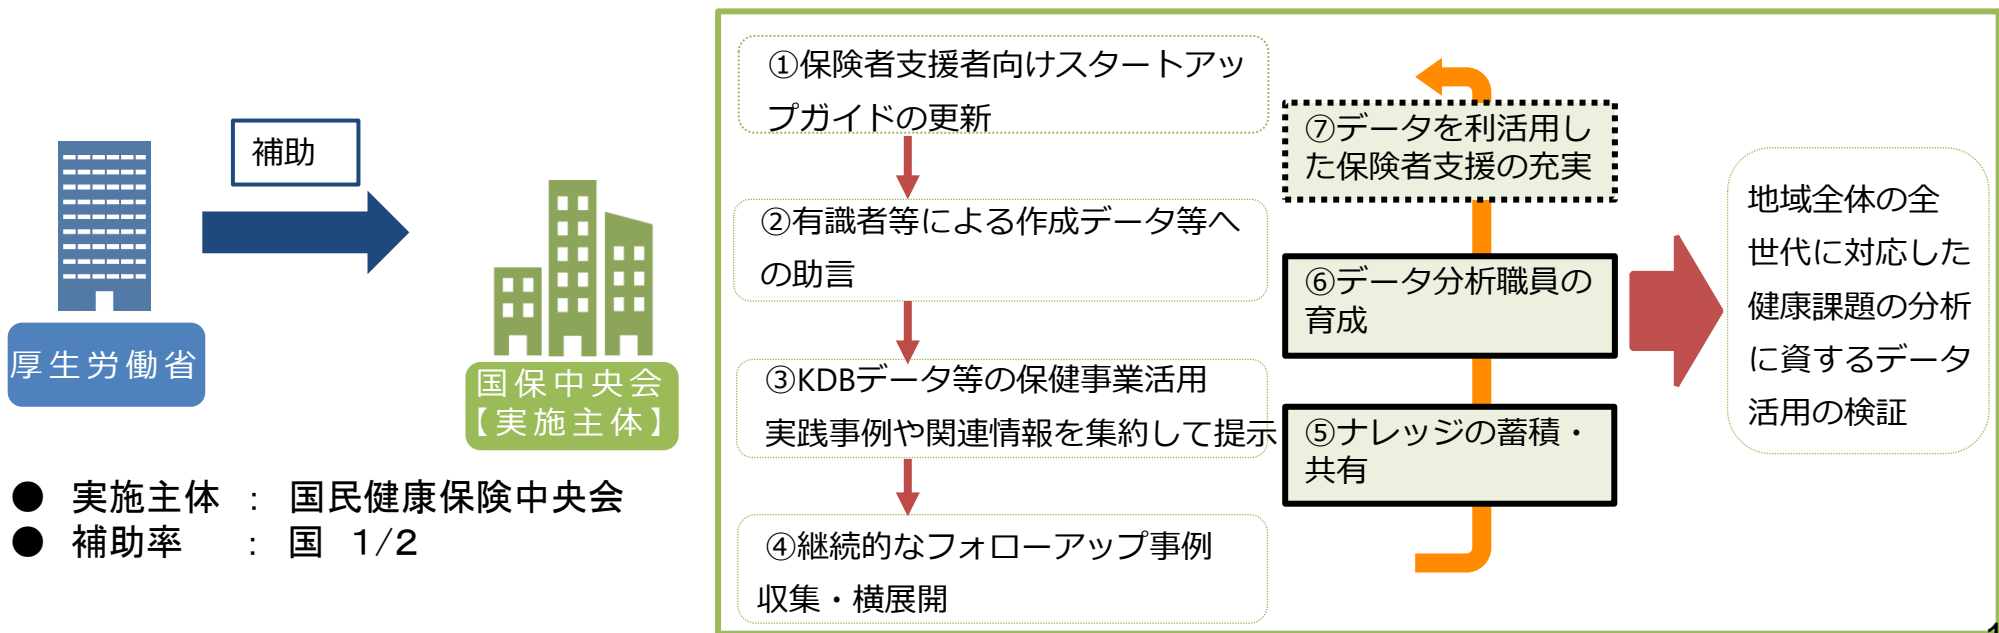 補助
厚生労働省
国保中央会
【実施主体】
● 実施主体 : 国民健康保険中央会
● 補助率 : 国 1/2
①保険者支援者向けスタートアッ
プガイドの更新
②有識者等による作成データ等へ
の助言
③KDBデータ等の保健事業活用
実践事例や関連情報を集約して提示
④継続的なフォローアップ事例
収集・横展開
⑦データを利活用し
た保険者支援の充実
⑥データ分析職員の
育成
⑤ナレッジの蓄積・
共有
地域全体の全
世代に対応した
健康課題の分析
に資するデータ
活用の検証